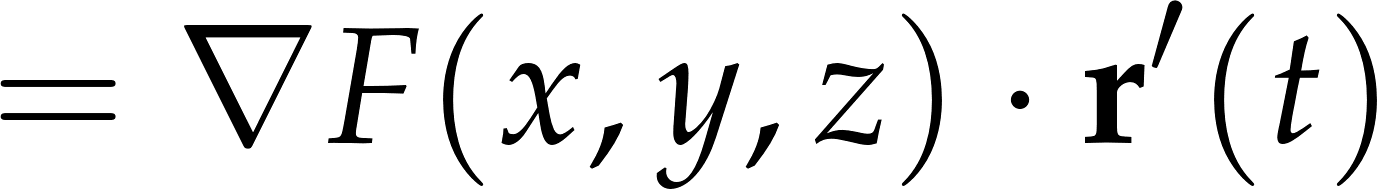 = ∇F(x, y, z) · r′(t)